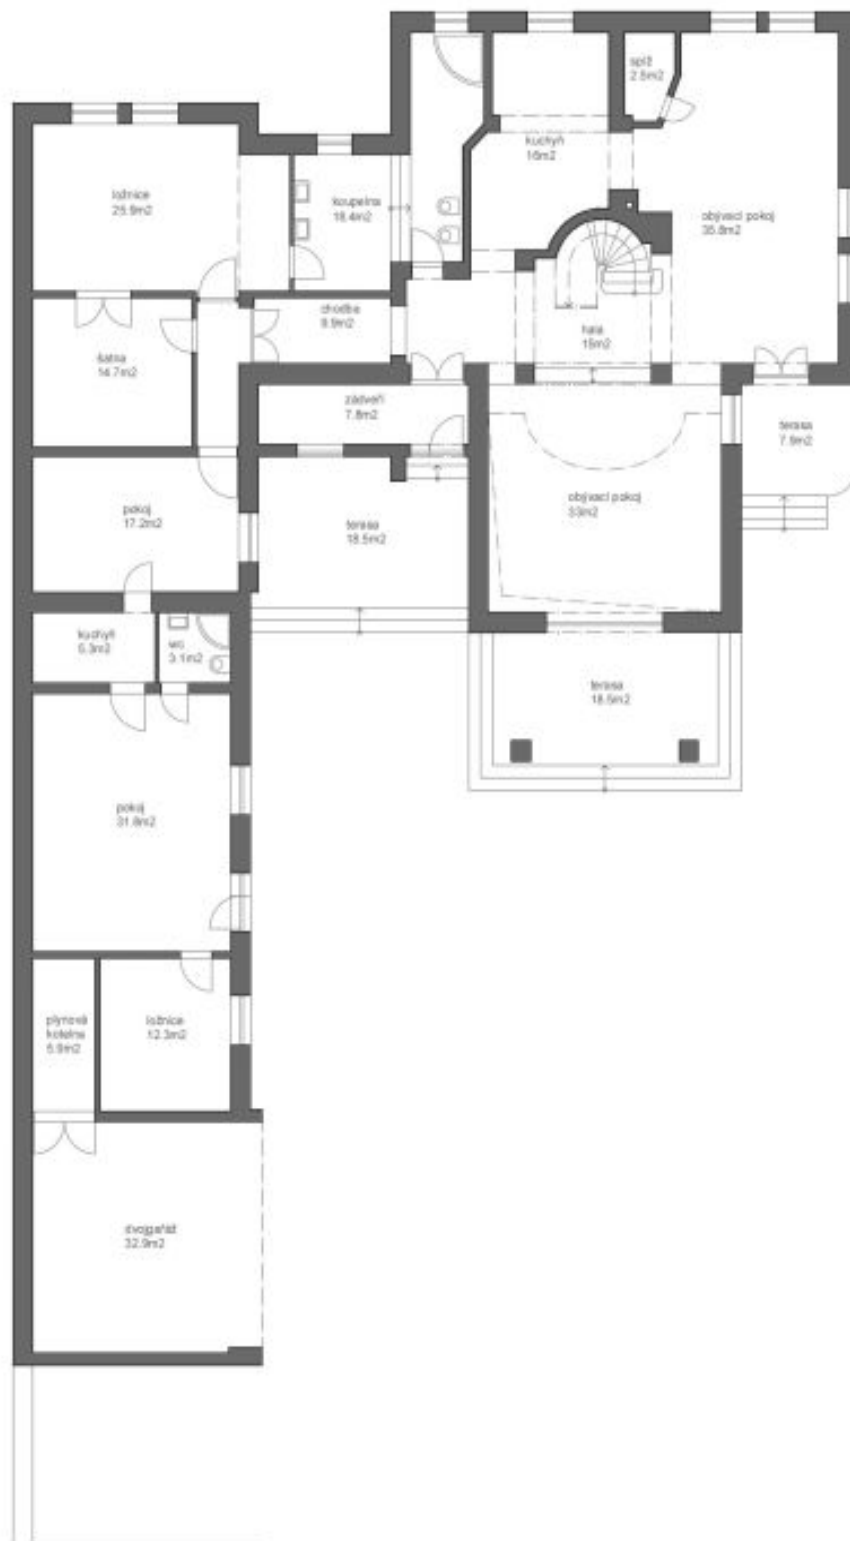 spíž
2.5m2
kuchyň
16m2
ložnice
25.9m2
koupelna
18.4m2
obývací pokoj
35.8m2
chodba
9.9m2
hala
15m2
šatna
14.7m2
zádveří
7.8m2
terasa
7.9m2
pokoj
17.2m2
terasa
18.5m2
obývací pokoj
33m2
kuchyň
5.3m2
wc
3.1m2
terasa
18.5m2
pokoj
31.8m2
plynová
kotelna
5.9m2
ložnice
12.3m2
dvojgaráž
32.9m2